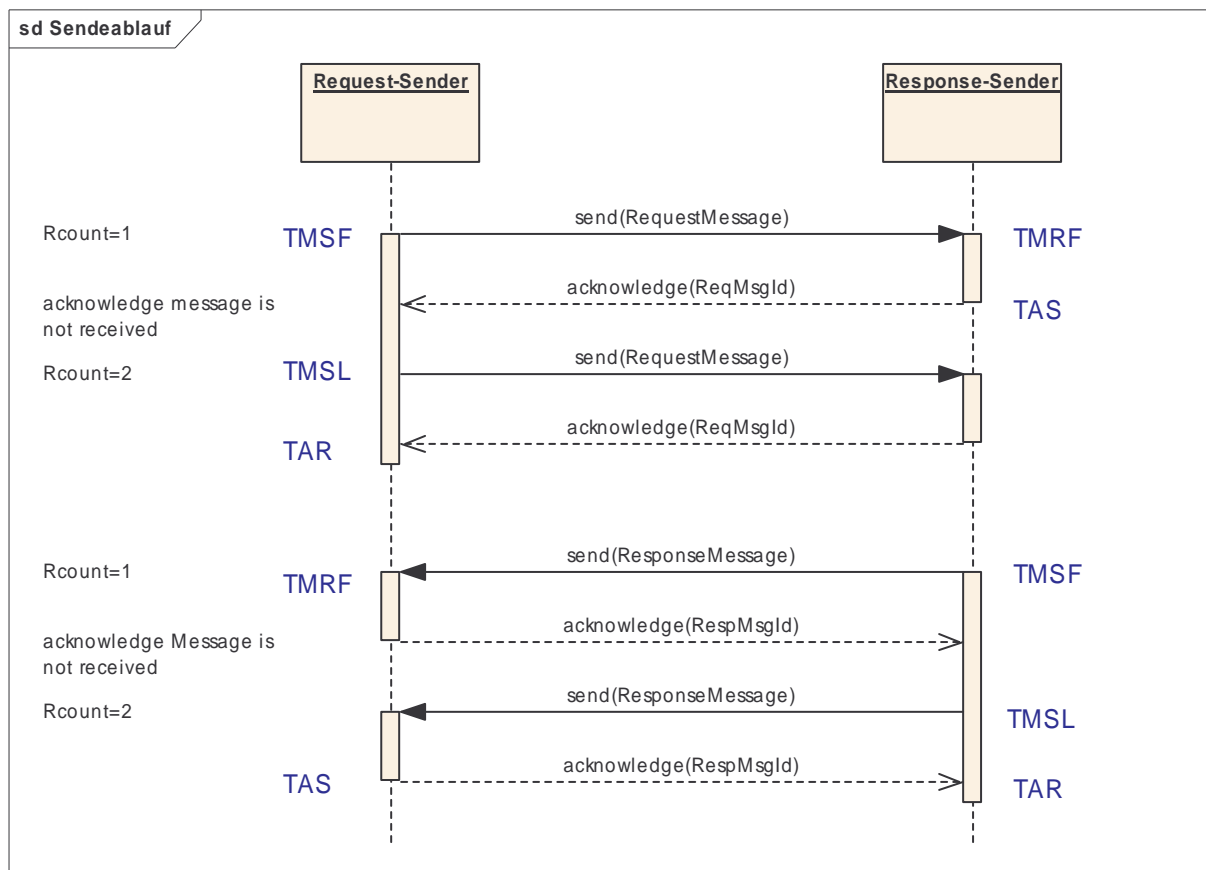 sd Sendeablauf
Request-Sender
Response-Sender
send(RequestMessage)
Rcount=1
TMSF
TMRF
acknowledge(ReqMsgId)
acknowledge message is
not received
TAS
send(RequestMessage)
Rcount=2
TMSL
acknowledge(ReqMsgId)
TAR
send(ResponseMessage)
Rcount=1
TMRF
TMSF
acknowledge(RespMsgId)
acknowledge Message is
not received
send(ResponseMessage)
Rcount=2
TMSL
acknowledge(RespMsgId)
TAS
TAR